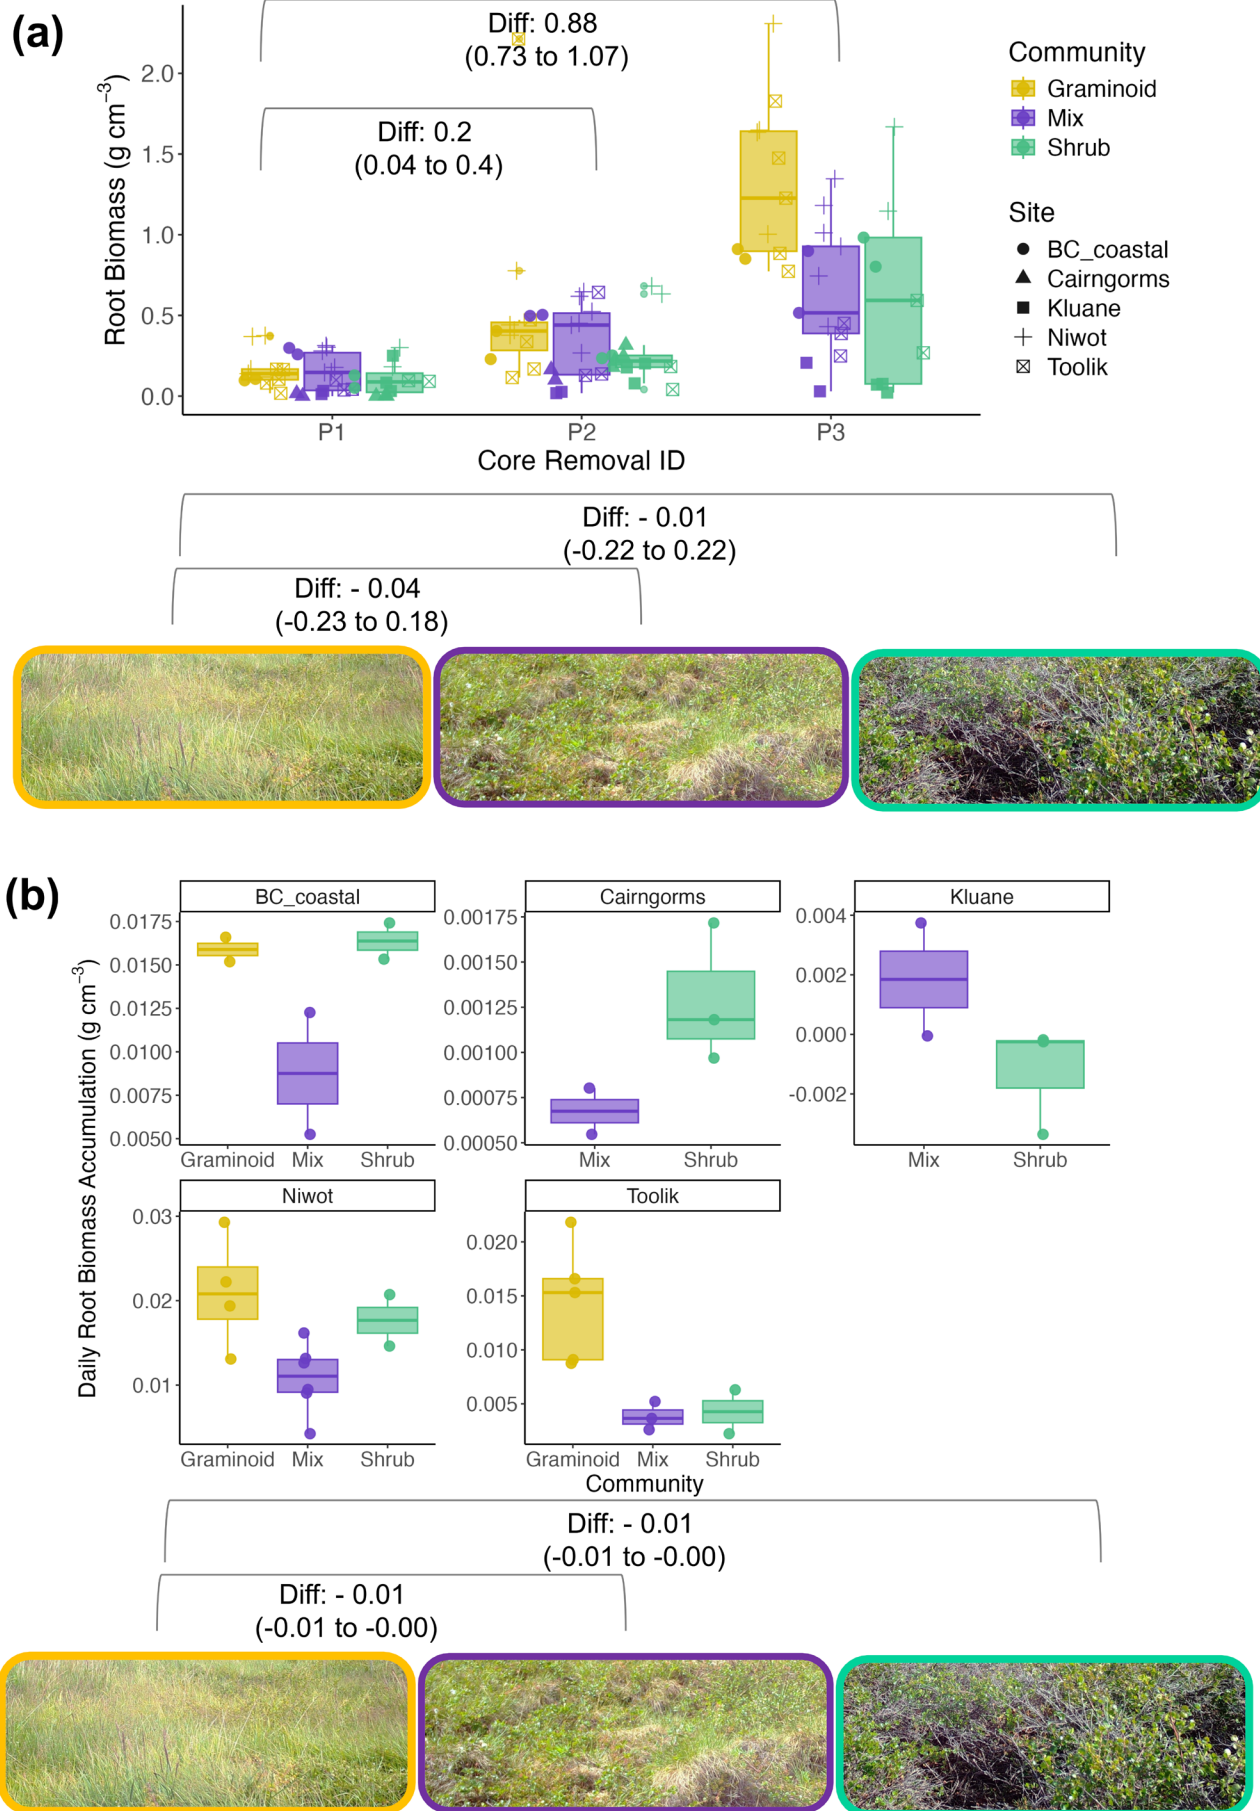 (a)
Diff: 0.88
(0.73 to 1.07)
Diff: 0.2
(0.04 to 0.4)
Root Biomass (g cm⁻³)
2.0
1.5
1.0
0.5
0.0
P1
P2
P3
Core Removal ID
Community
Graminoid
Mix
Shrub
Site
BC_coastal
Cairngorms
Kluane
Niwot
Toolik
Diff: - 0.01
(-0.22 to 0.22)
Diff: - 0.04
(-0.23 to 0.18)
(b)
Daily Root Biomass Accumulation (g cm⁻³)
BC_coastal
0.0175
0.0150
0.0125
0.0100
0.0075
0.0050
Graminoid
Mix
Shrub
Cairngorms
0.00175
0.00150
0.00125
0.00100
0.00075
0.00050
Mix
Shrub
Kluane
0.004
0.002
0.000
-0.002
Mix
Shrub
Niwot
0.03
0.02
0.01
Graminoid
Mix
Shrub
Toolik
0.020
0.015
0.010
0.005
Graminoid
Mix
Shrub
Community
Diff: - 0.01
(-0.01 to -0.00)
Diff: - 0.01
(-0.01 to -0.00)